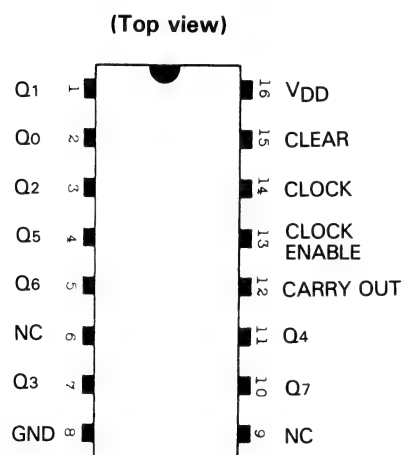 (Top view)
Q1 1 16 VDD
Q0 2 15 CLEAR
Q2 3 14 CLOCK
Q5 4 13 CLOCK
ENABLE
Q6 5 12 CARRY OUT
NC 6 11 Q4
Q3 7 10 Q7
GND 8 9 NC